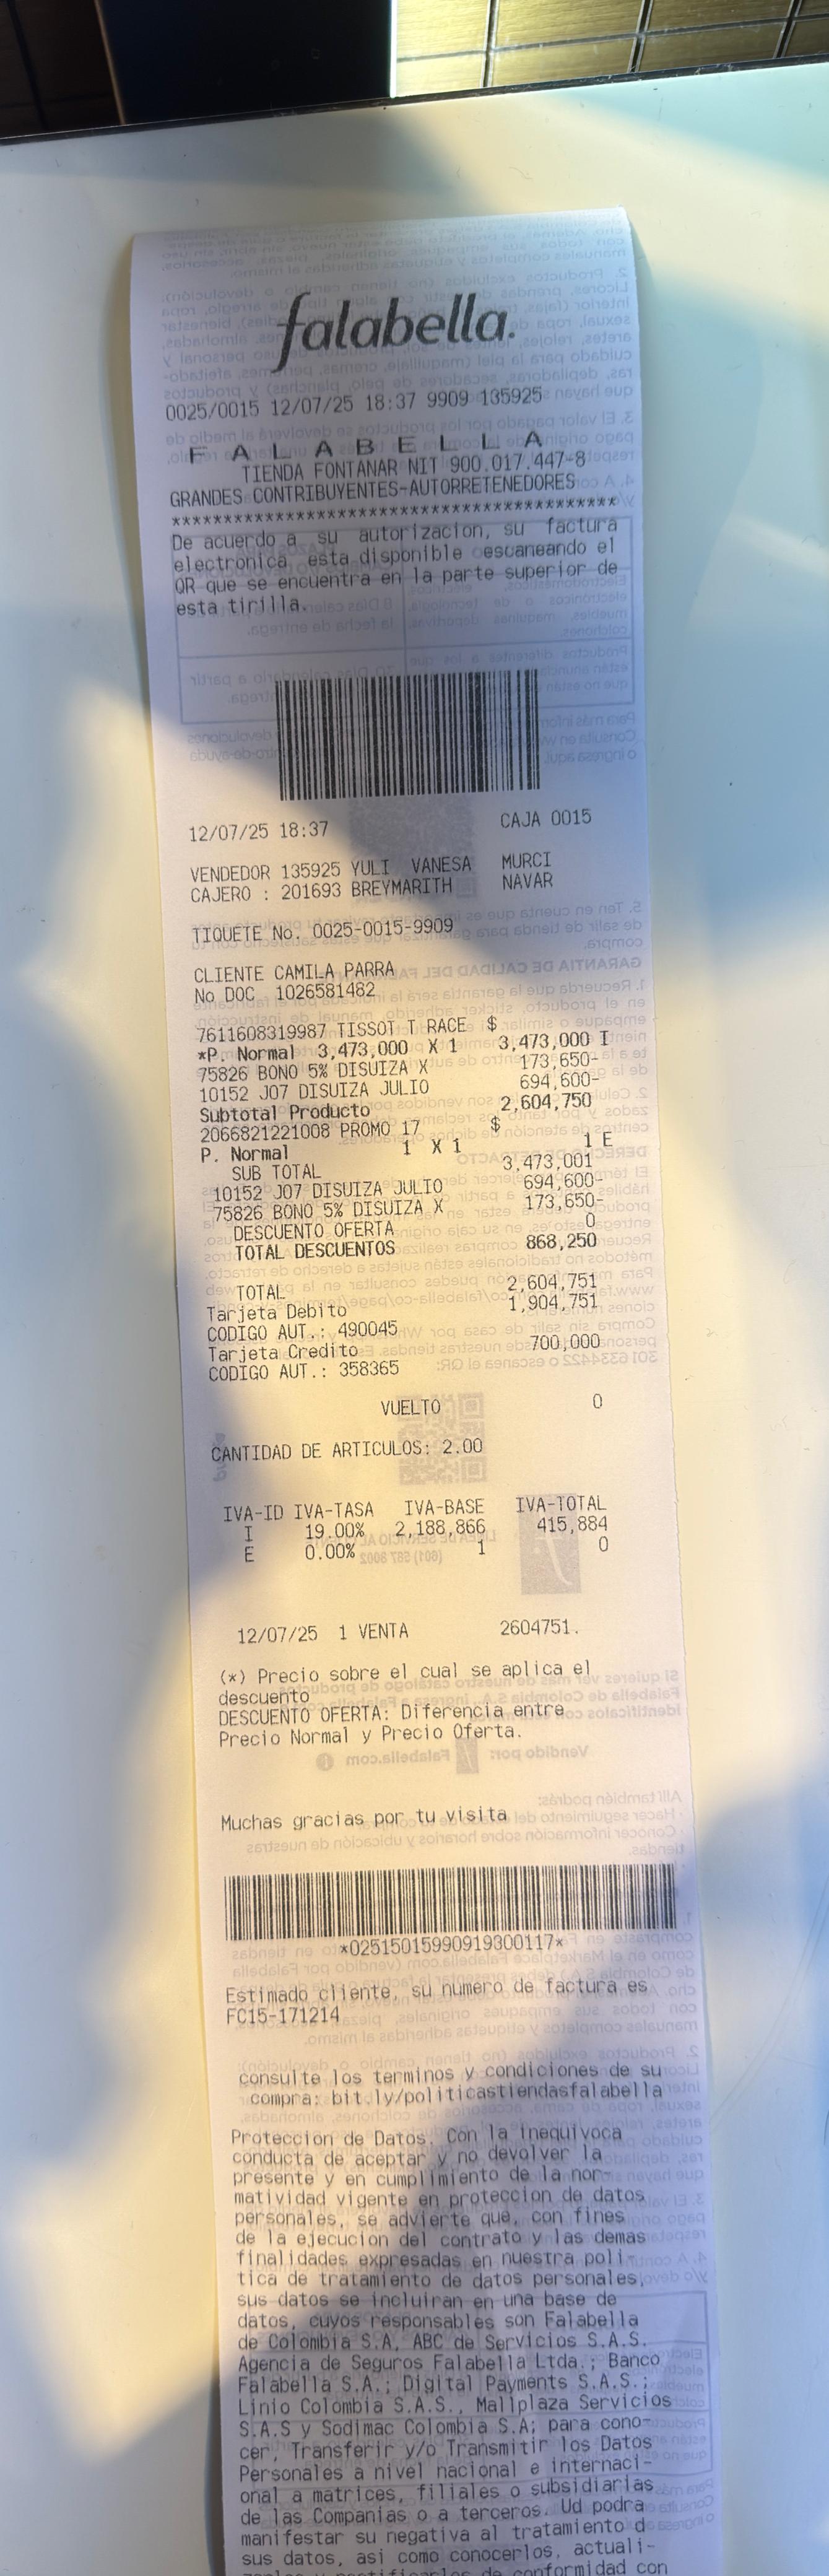 falabella.
0025/0015 12/07/25 18:37 9909 135925
F A L A B E L L A
TIENDA FONTANAR NIT 900.017.447-8
GRANDES CONTRIBUYENTES-AUTORRETENEDORES
*******************************************
De acuerdo a su autorizacion, su factura
electronica esta disponible escaneando el
QR que se encuentra en la parte superior de
esta tirilla.
12/07/25 18:37 CAJA 0015
VENDEDOR 135925 YULI VANESA MURCI
CAJERO : 201693 BREYMARITH NAVAR
TIQUETE No. 0025-0015-9909
CLIENTE CAMILA PARRA
No DOC 1026581482
7611608319987 TISSOT T RACE $
*P. Normal 3,473,000 X 1 3,473,000 I
75826 BONO 5% DISUIZA X 173,650-
10152 J07 DISUIZA JULIO 694,600-
Subtotal Producto 2,604,750
2066821221008 PROMO 17 $
P. Normal 1 X 1 1 E
SUB TOTAL 3,473,001
10152 J07 DISUIZA JULIO 694,600-
75826 BONO 5% DISUIZA X 173,650-
DESCUENTO OFERTA 0
TOTAL DESCUENTOS 868,250
TOTAL 2,604,751
Tarjeta Debito 1,904,751
CODIGO AUT.: 490045
Tarjeta Credito 700,000
CODIGO AUT.: 358365
VUELTO 0
CANTIDAD DE ARTICULOS: 2.00
IVA-ID IVA-TASA IVA-BASE IVA-TOTAL
I 19.00% 2,188,866 415,884
E 0.00% 1 0
12/07/25 1 VENTA 2604751.
(*) Precio sobre el cual se aplica el
descuento
DESCUENTO OFERTA: Diferencia entre
Precio Normal y Precio Oferta.
Muchas gracias por tu visita
*02515015990919300117*
Estimado cliente, su numero de factura es
FC15-171214
consulte los terminos y condiciones de su
compra: bit.ly/politicastiendasfalabella
Proteccion de Datos. Con la inequivoca
conducta de aceptar y no devolver la
presente y en cumplimiento de la nor-
matividad vigente en proteccion de datos
personales, se advierte que, con fines
de la ejecucion del contrato y las demas
finalidades expresadas en nuestra poli-
tica de tratamiento de datos personales,
sus datos se incluiran en una base de
datos, cuyos responsables son Falabella
de Colombia S.A, ABC de Servicios S.A.S.
Agencia de Seguros Falabella Ltda.; Banco
Falabella S.A.; Digital Payments S.A.S.;
Linio Colombia S.A.S., Mallplaza Servicios
S.A.S y Sodimac Colombia S.A; para cono-
cer, Transferir y/o Transmitir los Datos
Personales a nivel nacional e internaci-
onal a matrices, filiales o subsidiarias
de las Companias o a terceros. Ud podra
manifestar su negativa al tratamiento d
sus datos, asi como conocerlos, actuali-
de conformidad con